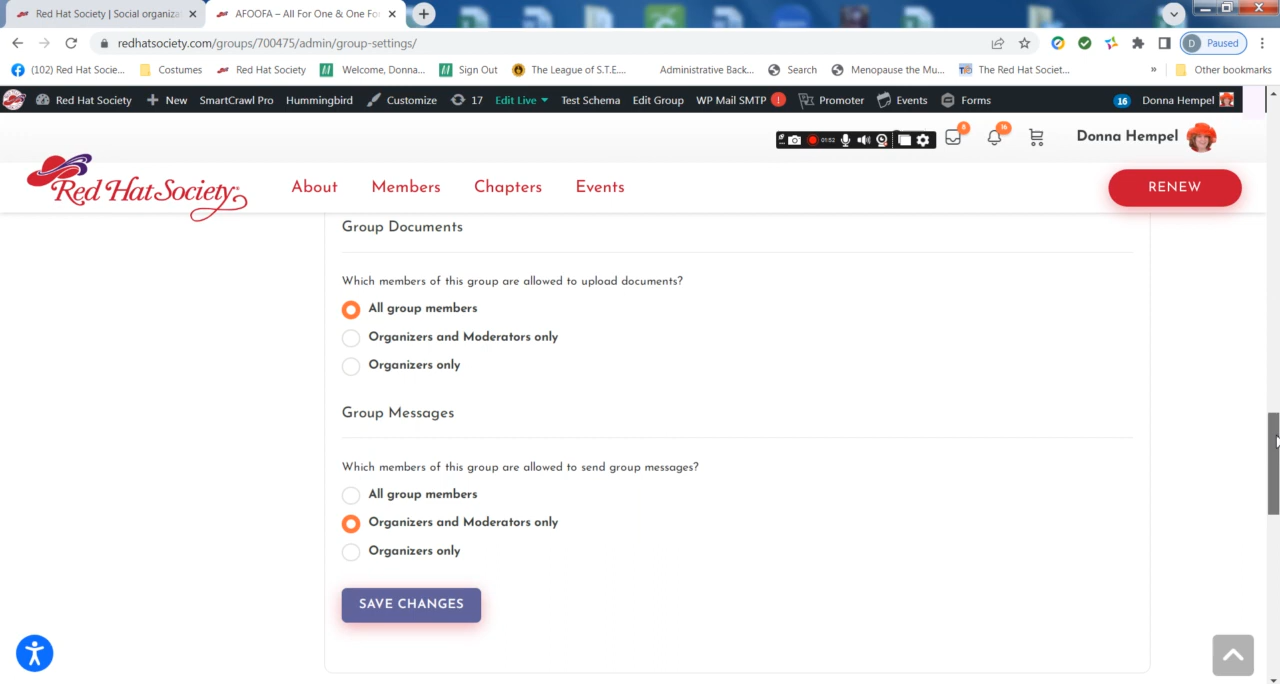 Red Hat Society | Social organiza
AFOOFA – All For One & One Fo
redhatsociety.com/groups/700475/admin/group-settings/
D Paused
(102) Red Hat Socie...
Costumes
Red Hat Society
Welcome, Donna...
Sign Out
The League of S.T.E....
Administrative Back...
Search
Menopause the Mu...
The Red Hat Societ...
»
Other bookmarks
Red Hat Society
New
SmartCrawl Pro
Hummingbird
Customize
17
Edit Live
Test Schema
Edit Group
WP Mail SMTP !
Promoter
Events
Forms
16
Donna Hempel
01:52
Donna Hempel
Red Hat Society
About
Members
Chapters
Events
RENEW
Group Documents
Which members of this group are allowed to upload documents?
All group members
Organizers and Moderators only
Organizers only
Group Messages
Which members of this group are allowed to send group messages?
All group members
Organizers and Moderators only
Organizers only
SAVE CHANGES